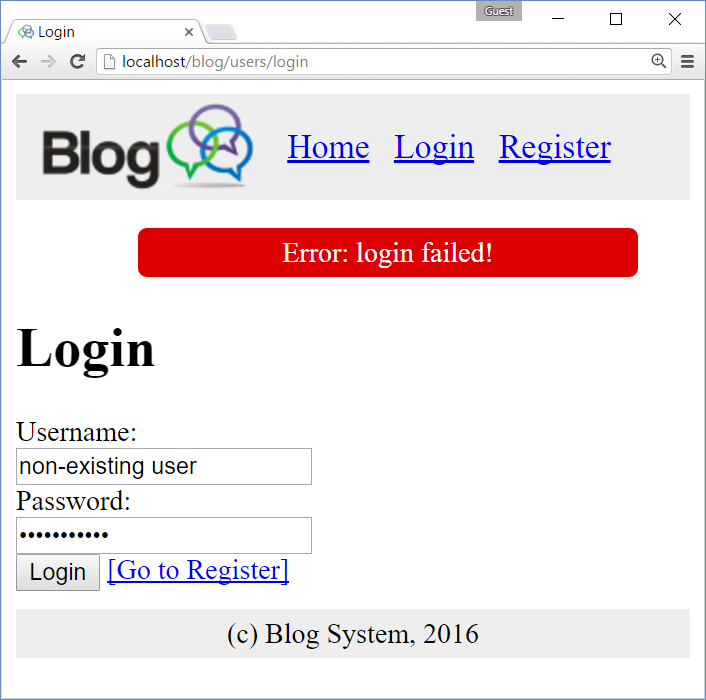 Guest
Login
localhost/blog/users/login
Blog Home Login Register
Error: login failed!
Login
Username:
non-existing user
Password:
•••••••••••
Login [Go to Register]
(c) Blog System, 2016